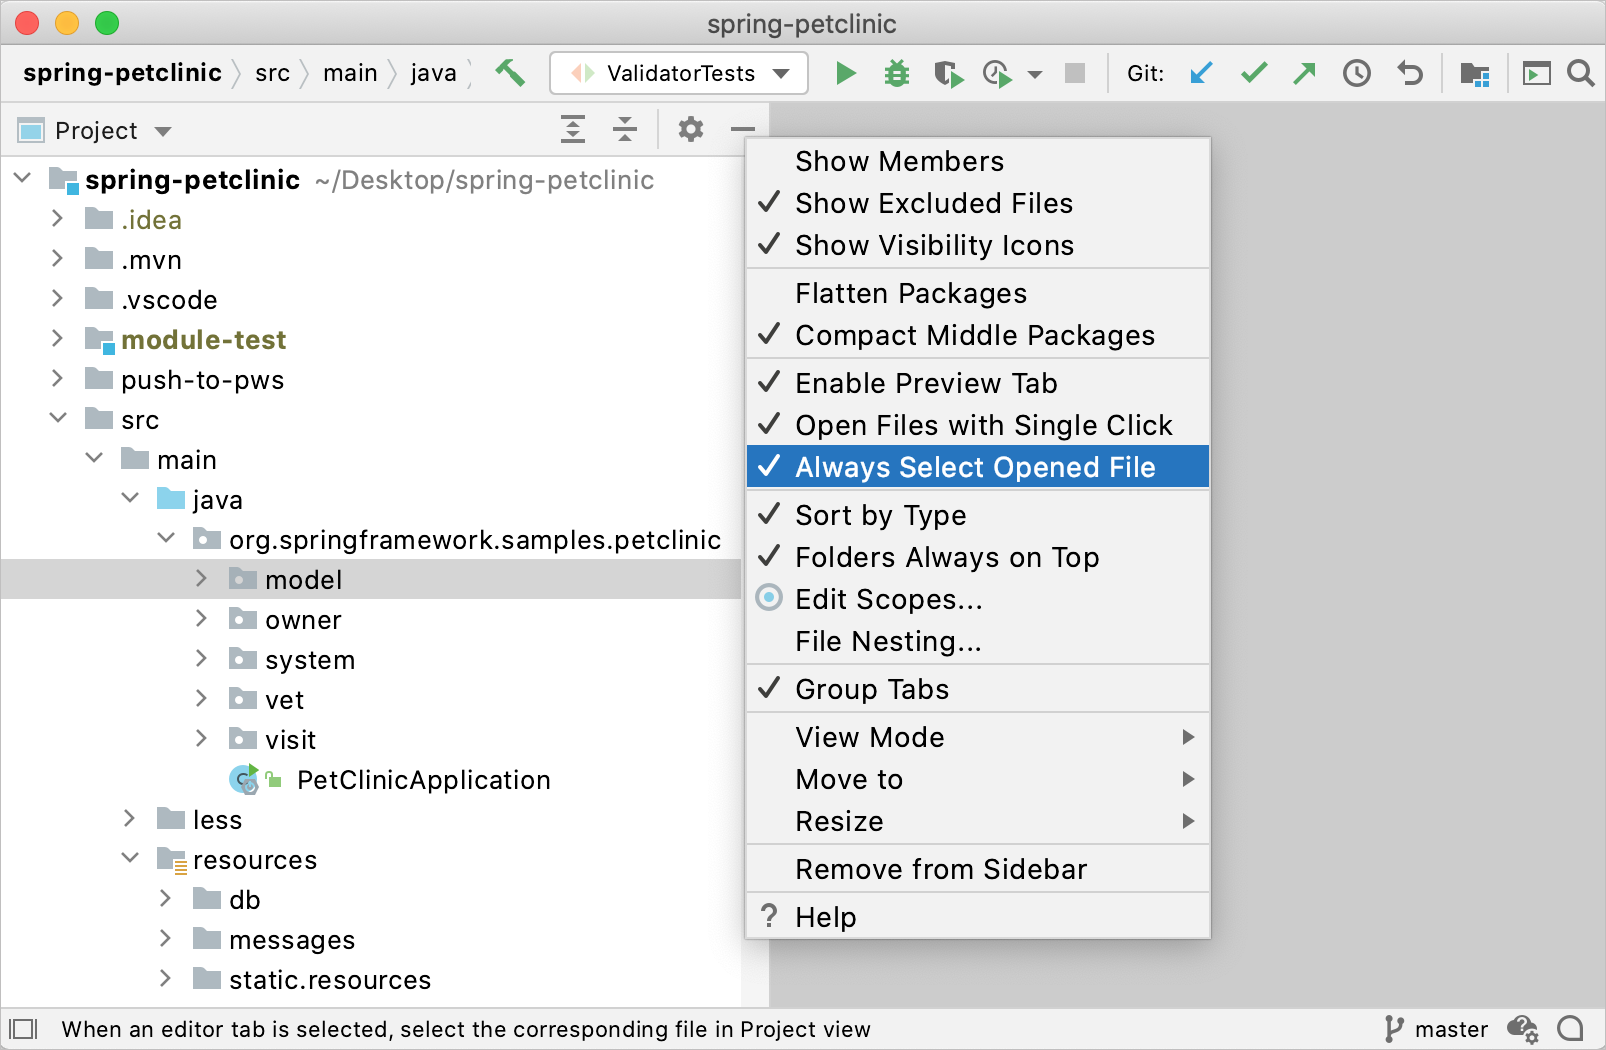 spring-petclinic
spring-petclinic src main java ValidatorTests Git:
Project
spring-petclinic ~/Desktop/spring-petclinic
.idea
.mvn
.vscode
module-test
push-to-pws
src
main
java
org.springframework.samples.petclinic
model
owner
system
vet
visit
PetClinicApplication
less
resources
db
messages
static.resources
Show Members
Show Excluded Files
Show Visibility Icons
Flatten Packages
Compact Middle Packages
Enable Preview Tab
Open Files with Single Click
Always Select Opened File
Sort by Type
Folders Always on Top
Edit Scopes...
File Nesting...
Group Tabs
View Mode
Move to
Resize
Remove from Sidebar
? Help
When an editor tab is selected, select the corresponding file in Project view
master